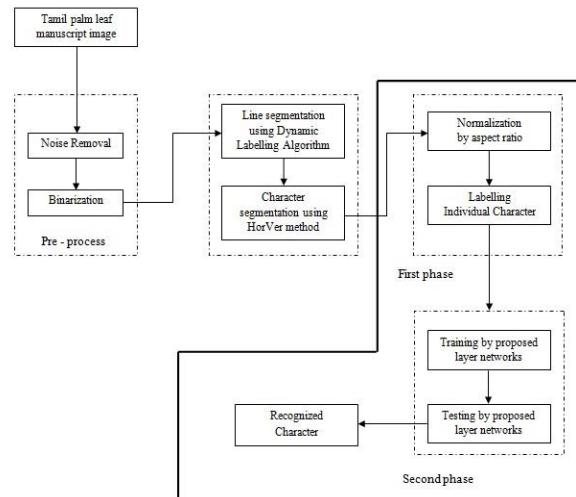 Tamil palm leaf
manuscript image
Noise Removal
Binarization
Pre - process
Line segmentation
using Dynamic
Labelling Algorithm
Character
segmentation using
HorVer method
Normalization
by aspect ratio
Labelling
Individual Character
First phase
Training by proposed
layer networks
Testing by proposed
layer networks
Recognized
Character
Second phase